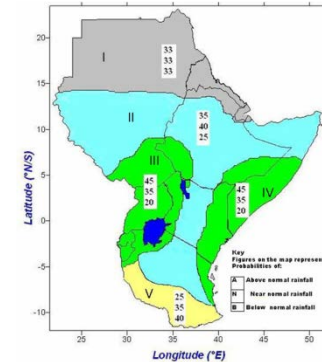 20
15
10
5
0
-5
-10
Latitude (°N/S)
I
33
33
33
II
35
40
25
III
45
35
20
IV
45
35
20
V
25
35
40
Key
Figures on the map represent
Probabilities of:
A Above normal rainfall
N Near normal rainfall
B Below normal rainfall
25 30 35 40 45 50
Longitude (°E)